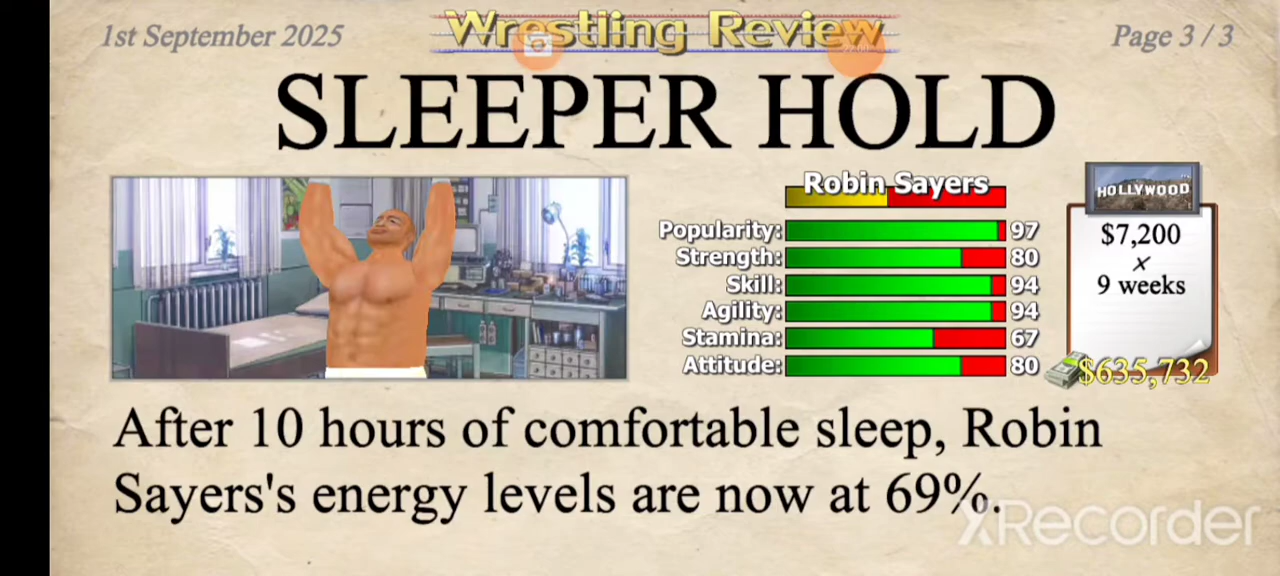 1st September 2025
Wrestling Review
Page 3 / 3
SLEEPER HOLD
Robin Sayers
Popularity: 97
Strength: 80
Skill: 94
Agility: 94
Stamina: 67
Attitude: 80
HOLLYWOOD
$7,200
x
9 weeks
$635,732
After 10 hours of comfortable sleep, Robin
Sayers's energy levels are now at 69%.
XRecorder